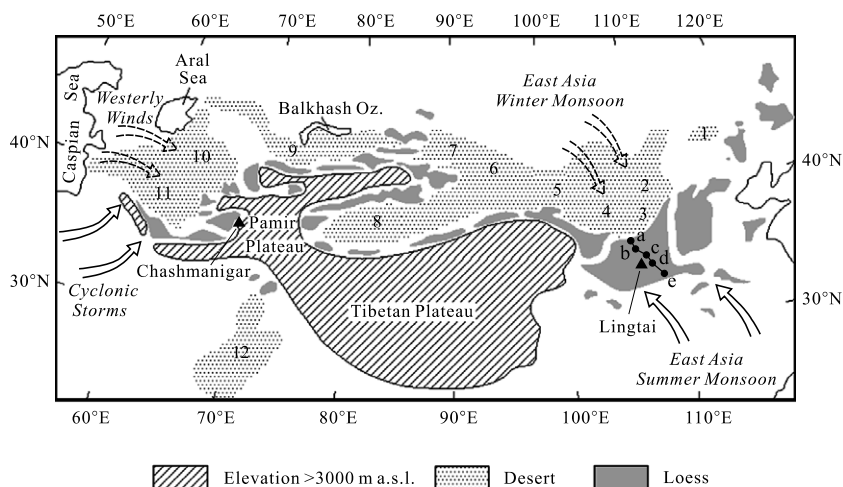 50°E 60°E 70°E 80°E 90°E 100°E 110°E 120°E
Aral
Sea
Caspian Sea
Westerly
Winds
Balkhash Oz.
East Asia
Winter Monsoon
40°N
40°N
1
10
9
7
6
11
5
2
4
3
8
Pamir
Plateau
a
b
c
d
e
Chashmanigar
30°N
30°N
Cyclonic
Storms
Tibetan Plateau
Lingtai
12
East Asia
Summer Monsoon
60°E 70°E 80°E 90°E 100°E 110°E
Elevation >3000 m a.s.l. Desert Loess